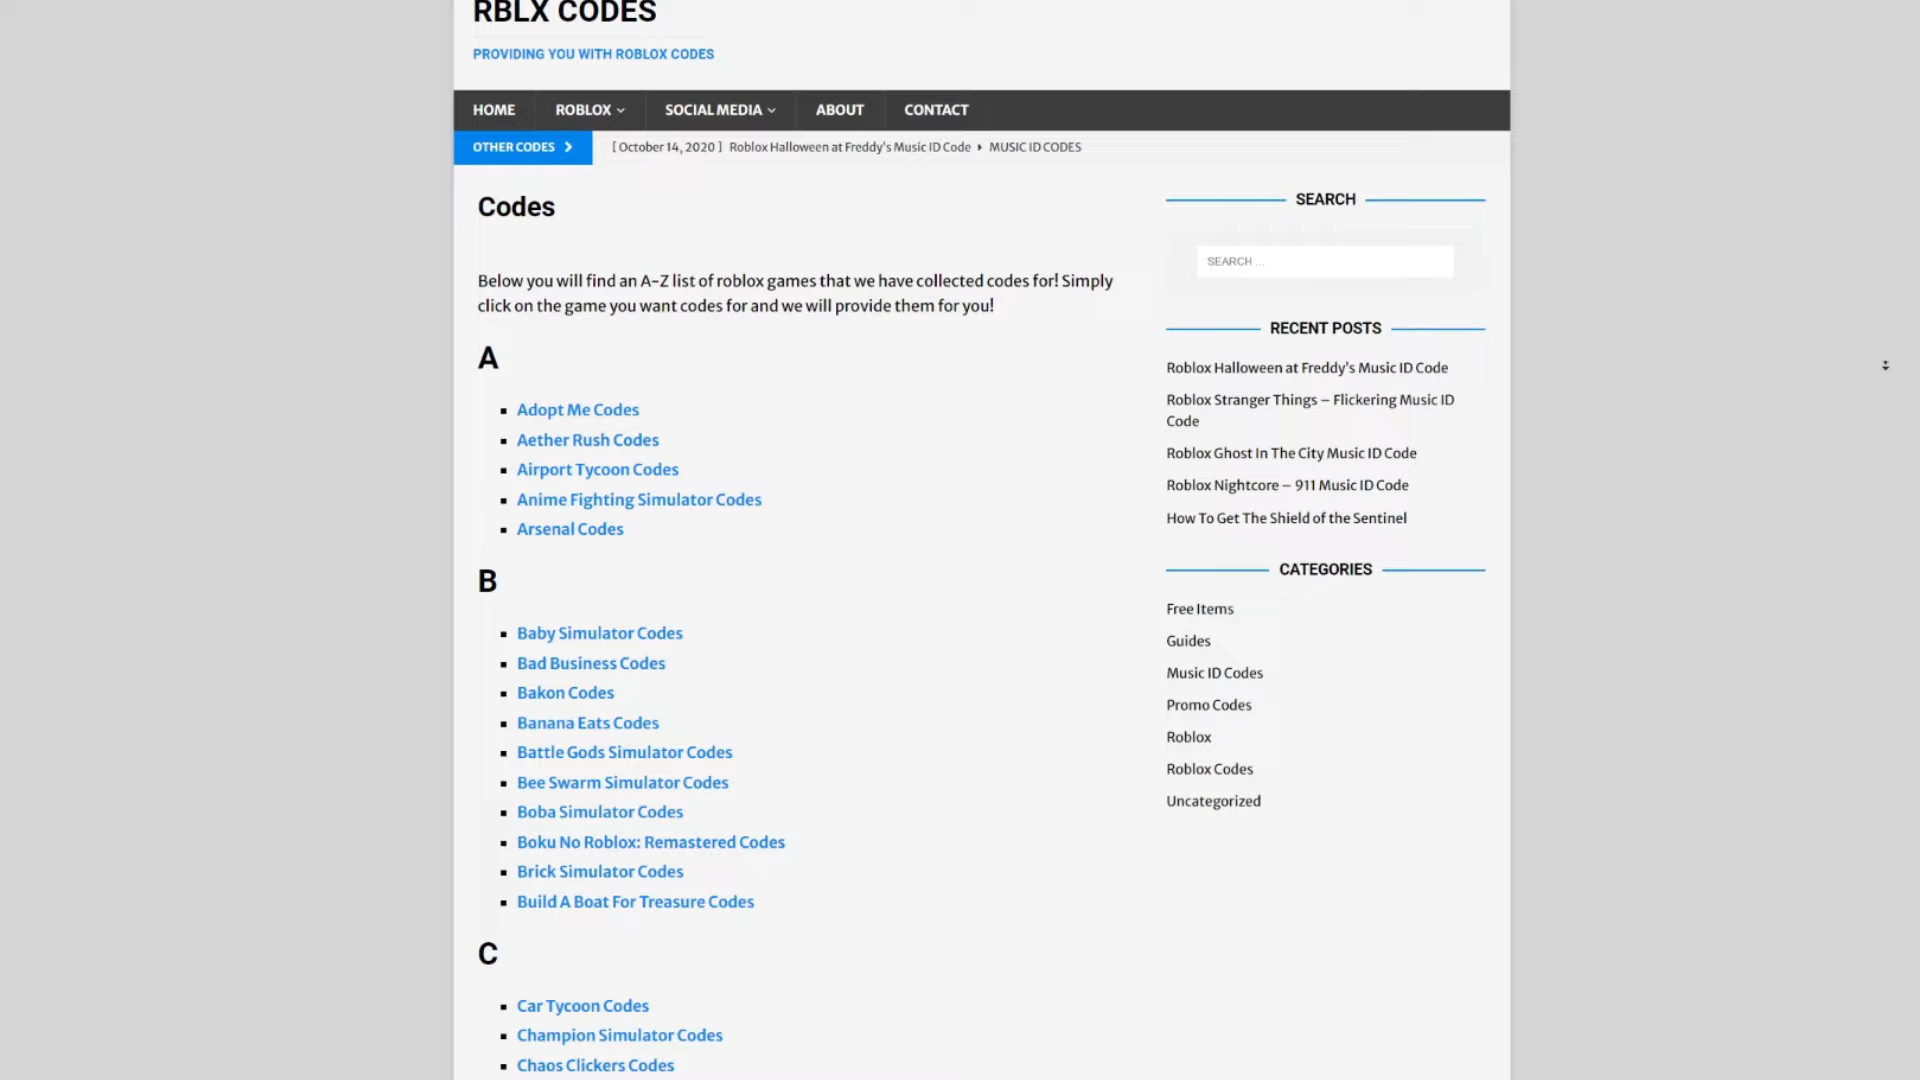 RBLX CODES
PROVIDING YOU WITH ROBLOX CODES
HOME ROBLOX SOCIAL MEDIA ABOUT CONTACT
OTHER CODES [ October 14, 2020 ] Roblox Halloween at Freddy's Music ID Code MUSIC ID CODES
Codes
Below you will find an A-Z list of roblox games that we have collected codes for! Simply
click on the game you want codes for and we will provide them for you!
A
Adopt Me Codes
Aether Rush Codes
Airport Tycoon Codes
Anime Fighting Simulator Codes
Arsenal Codes
B
Baby Simulator Codes
Bad Business Codes
Bakon Codes
Banana Eats Codes
Battle Gods Simulator Codes
Bee Swarm Simulator Codes
Boba Simulator Codes
Boku No Roblox: Remastered Codes
Brick Simulator Codes
Build A Boat For Treasure Codes
C
Car Tycoon Codes
Champion Simulator Codes
Chaos Clickers Codes
SEARCH
SEARCH ...
RECENT POSTS
Roblox Halloween at Freddy's Music ID Code
Roblox Stranger Things – Flickering Music ID
Code
Roblox Ghost In The City Music ID Code
Roblox Nightcore – 911 Music ID Code
How To Get The Shield of the Sentinel
CATEGORIES
Free Items
Guides
Music ID Codes
Promo Codes
Roblox
Roblox Codes
Uncategorized